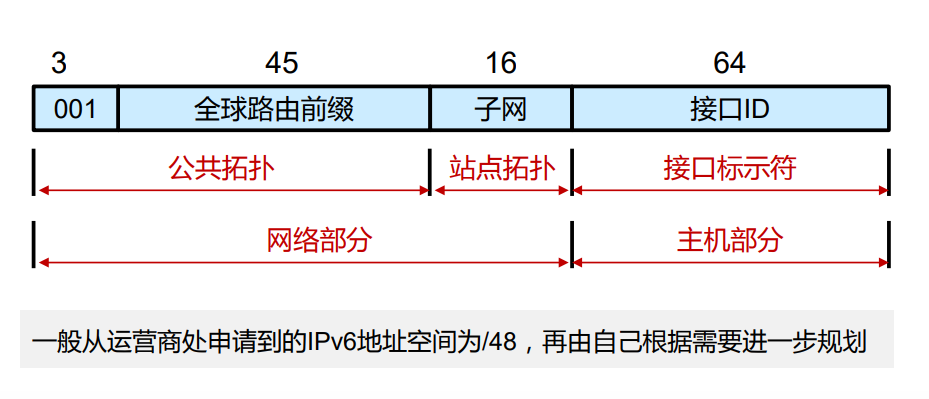 3 45 16 64
001 全球路由前缀 子网 接口ID
公共拓扑 站点拓扑 接口标示符
网络部分 主机部分
一般从运营商处申请到的IPv6地址空间为/48，再由自己根据需要进一步规划